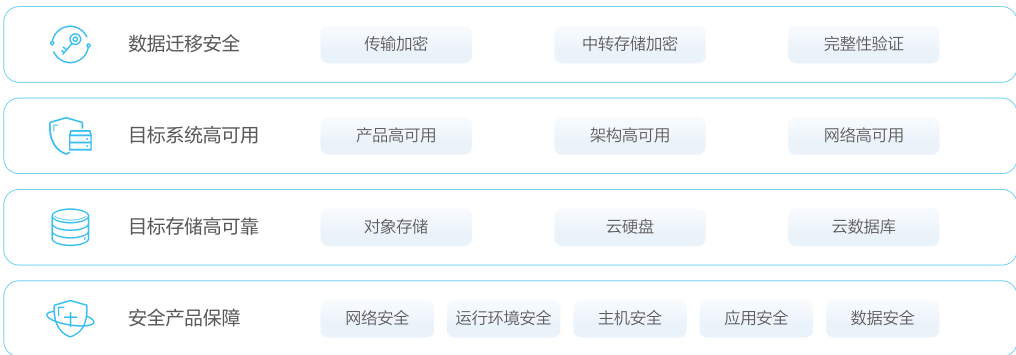 数据迁移安全 传输加密 中转存储加密 完整性验证
目标系统高可用 产品高可用 架构高可用 网络高可用
目标存储高可靠 对象存储 云硬盘 云数据库
安全产品保障 网络安全 运行环境安全 主机安全 应用安全 数据安全